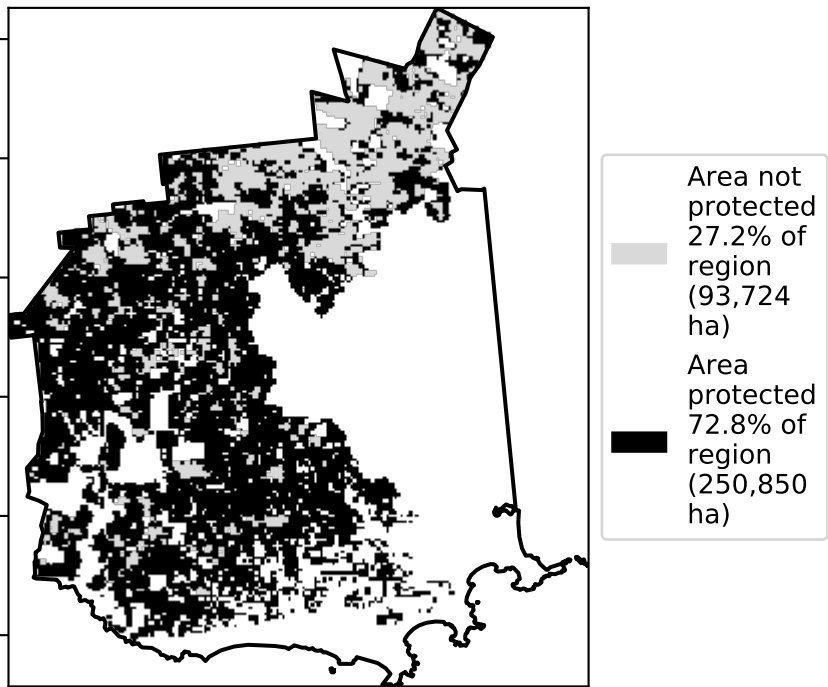 Area not
protected
27.2% of
region
(93,724
ha)
Area
protected
72.8% of
region
(250,850
ha)